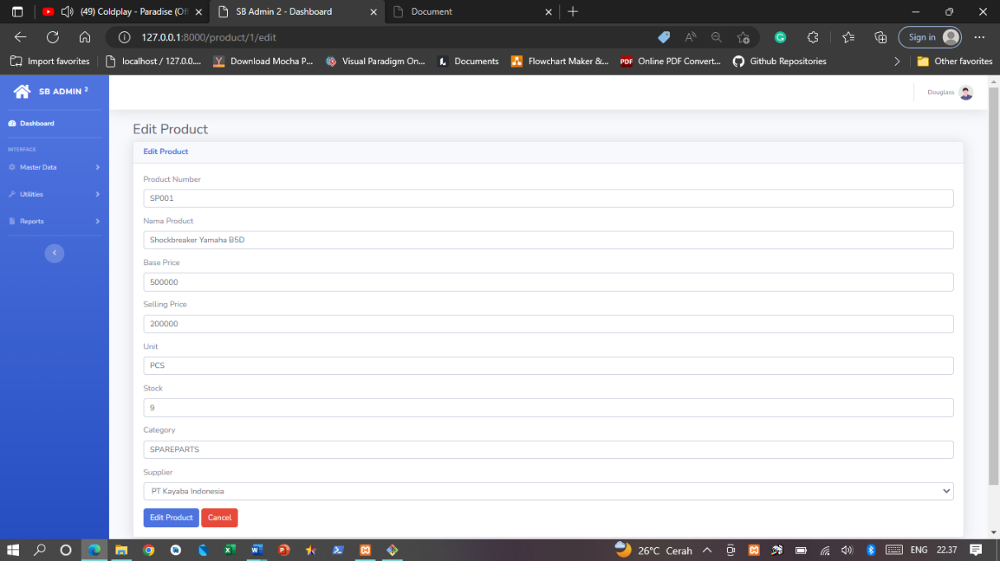 (49) Coldplay - Paradise (Off
SB Admin 2 - Dashboard
Document
127.0.0.1:8000/product/1/edit
Sign in
Import favorites
localhost / 127.0.0....
Download Mocha P...
Visual Paradigm On...
Documents
Flowchart Maker &...
PDF Online PDF Convert...
Github Repositories
Other favorites
SB ADMIN 2
Douglass
Dashboard
INTERFACE
Master Data
Utilities
Reports
Edit Product
Edit Product
Product Number
SP001
Nama Product
Shockbreaker Yamaha B5D
Base Price
500000
Selling Price
200000
Unit
PCS
Stock
9
Category
SPAREPARTS
Supplier
PT Kayaba Indonesia
Edit Product
Cancel
26°C Cerah
ENG
22.37